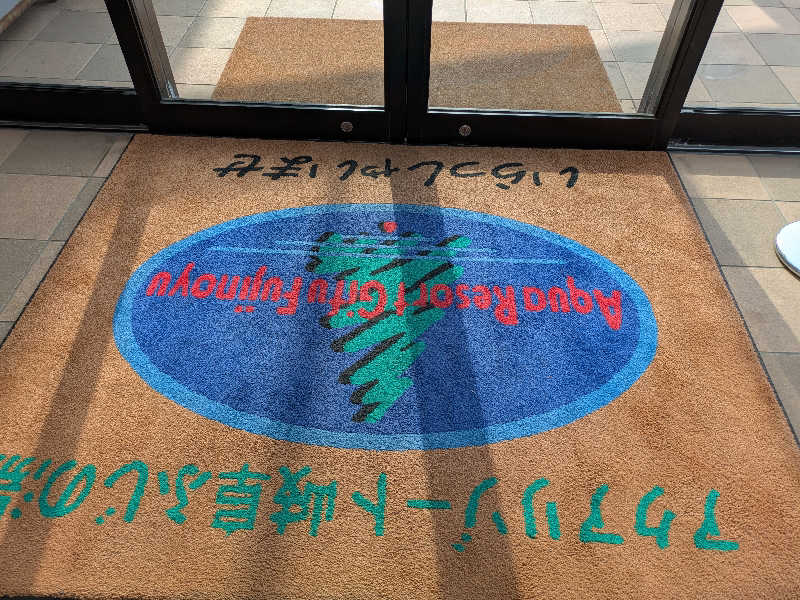 アクアリゾート岐阜ふじの湯
Aqua Resort Gifu Fujinoyu
いらっしゃいませ